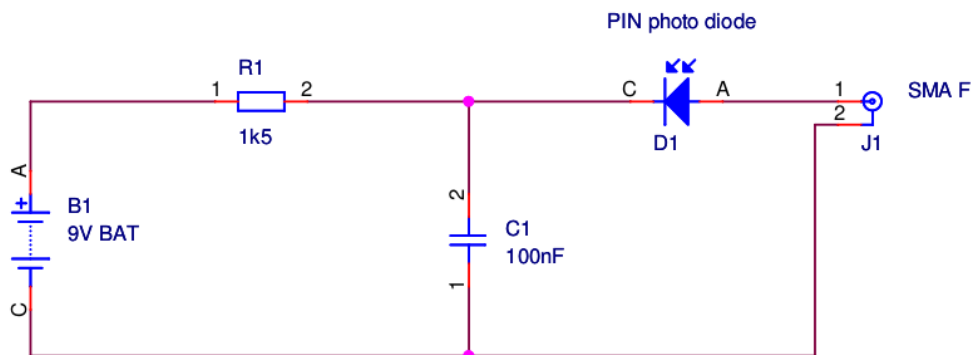 PIN photo diode
R1
1
2
1k5
C
A
D1
1
2
SMA F
J1
A
+
B1
9V BAT
C
2
C1
100nF
1